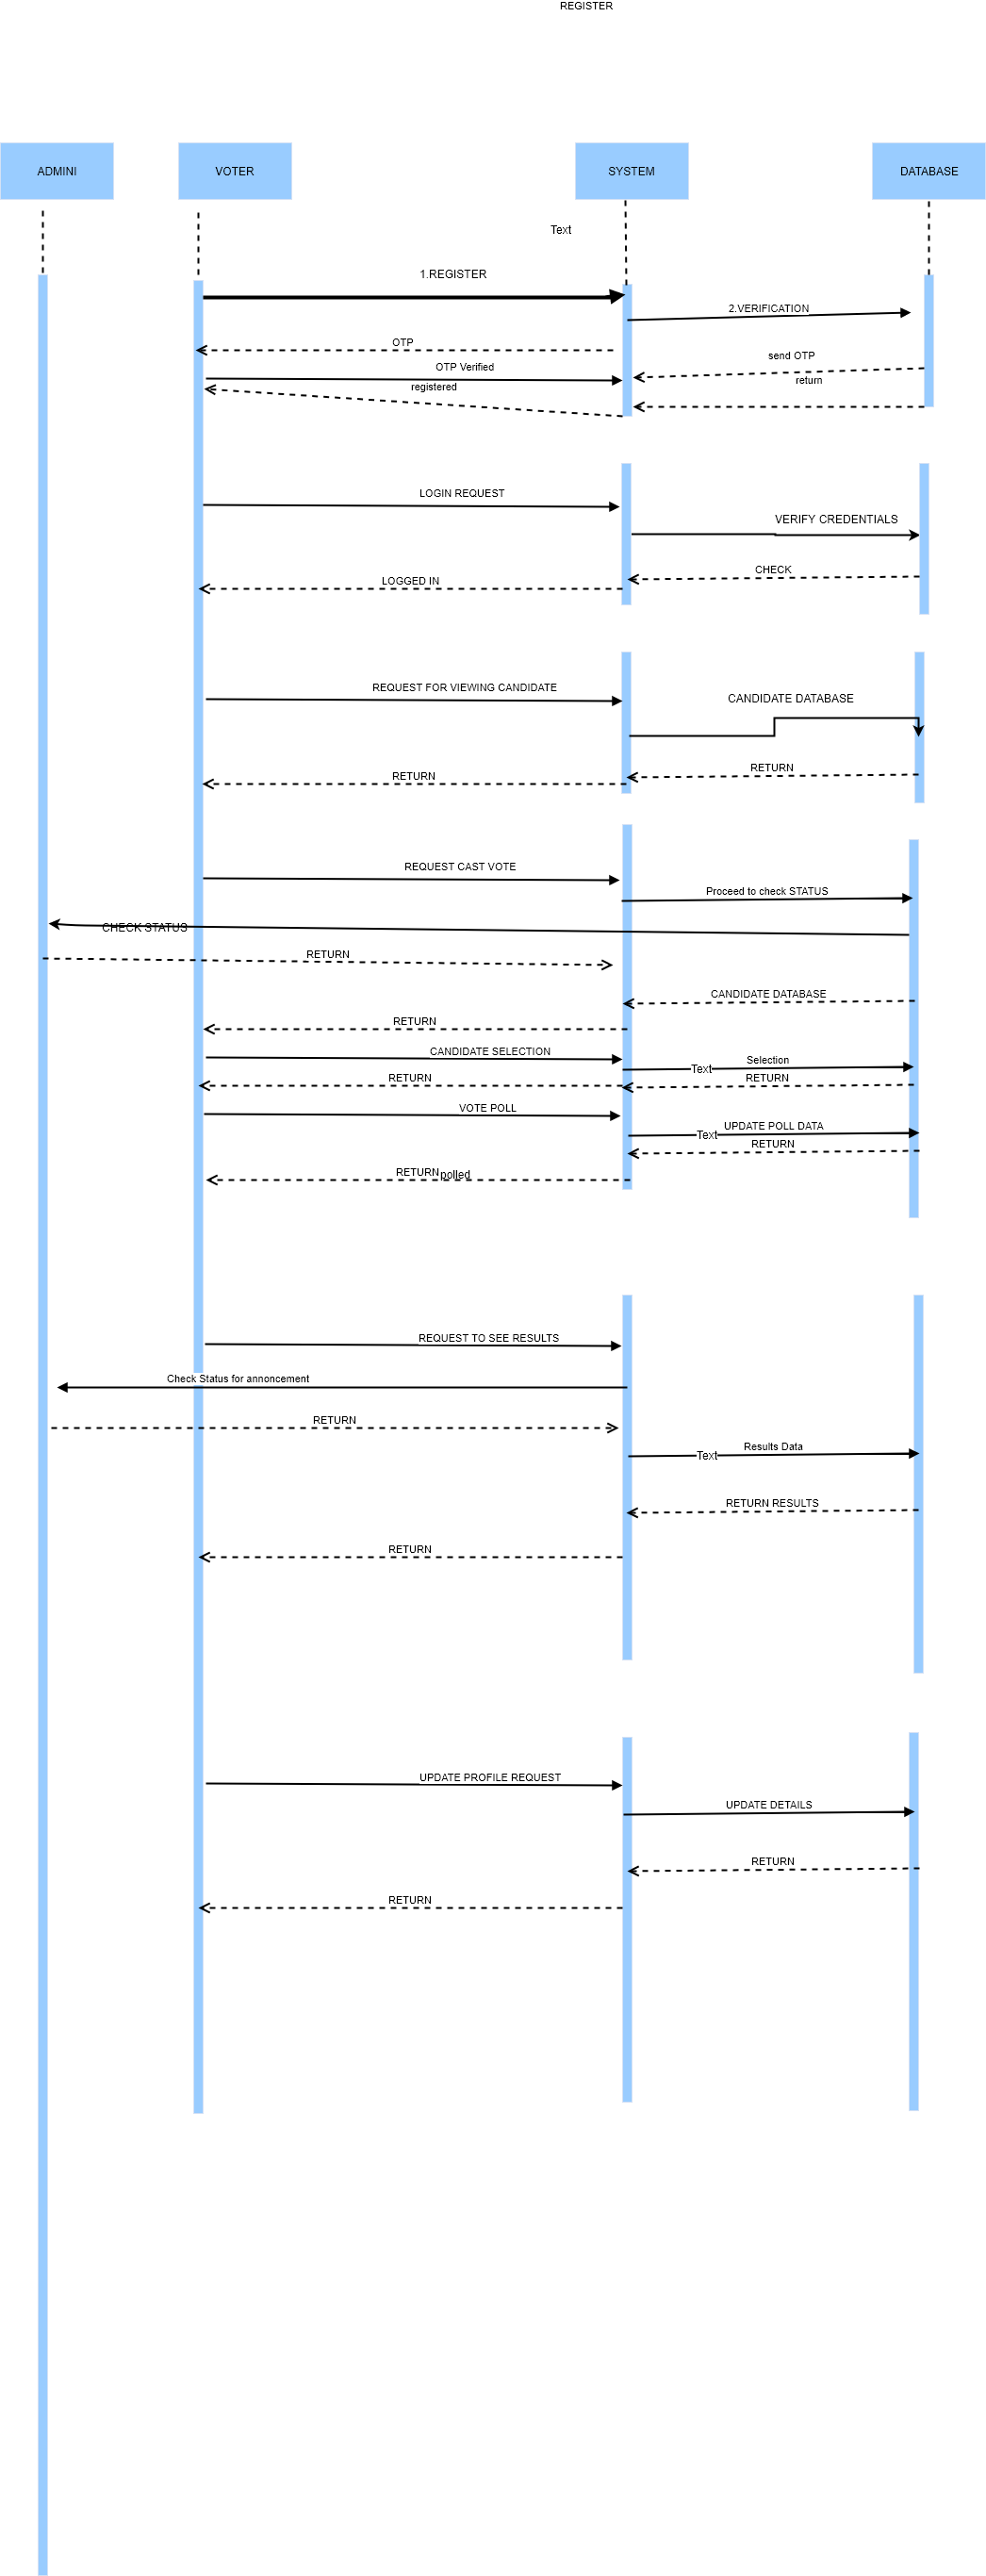 REGISTER
ADMINI
VOTER
SYSTEM
DATABASE
Text
1.REGISTER
2.VERIFICATION
OTP
send OTP
OTP Verified
return
registered
LOGIN REQUEST
VERIFY CREDENTIALS
CHECK
LOGGED IN
REQUEST FOR VIEWING CANDIDATE
CANDIDATE DATABASE
RETURN
RETURN
REQUEST CAST VOTE
Proceed to check STATUS
CHECK STATUS
RETURN
CANDIDATE DATABASE
RETURN
CANDIDATE SELECTION
Selection
Text
RETURN
RETURN
VOTE POLL
UPDATE POLL DATA
Text
RETURN
RETURN
polled
REQUEST TO SEE RESULTS
Check Status for annoncement
RETURN
Results Data
Text
RETURN RESULTS
RETURN
UPDATE PROFILE REQUEST
UPDATE DETAILS
RETURN
RETURN